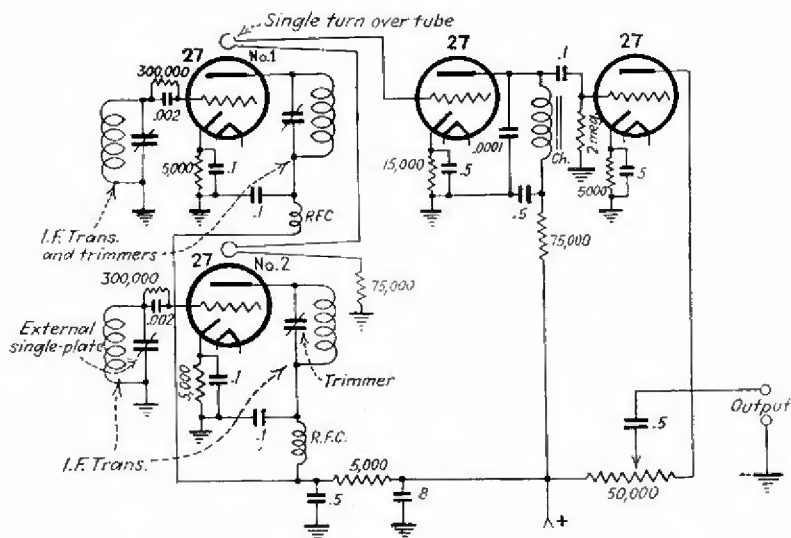 Single turn over tube
27
No.1
300,000
.002
5,000
.1
.1
R.F.C.
I.F. Trans.
and trimmers
27
15,000
.5
.0001
Ch.
.5
.1
27
2 meg.
5000
.5
75,000
27
No.2
300,000
.002
External
single-plate
5,000
.1
.1
75,000
Trimmer
I.F. Trans.
R.F.C.
.5
5,000
8
+
50,000
.5
Output